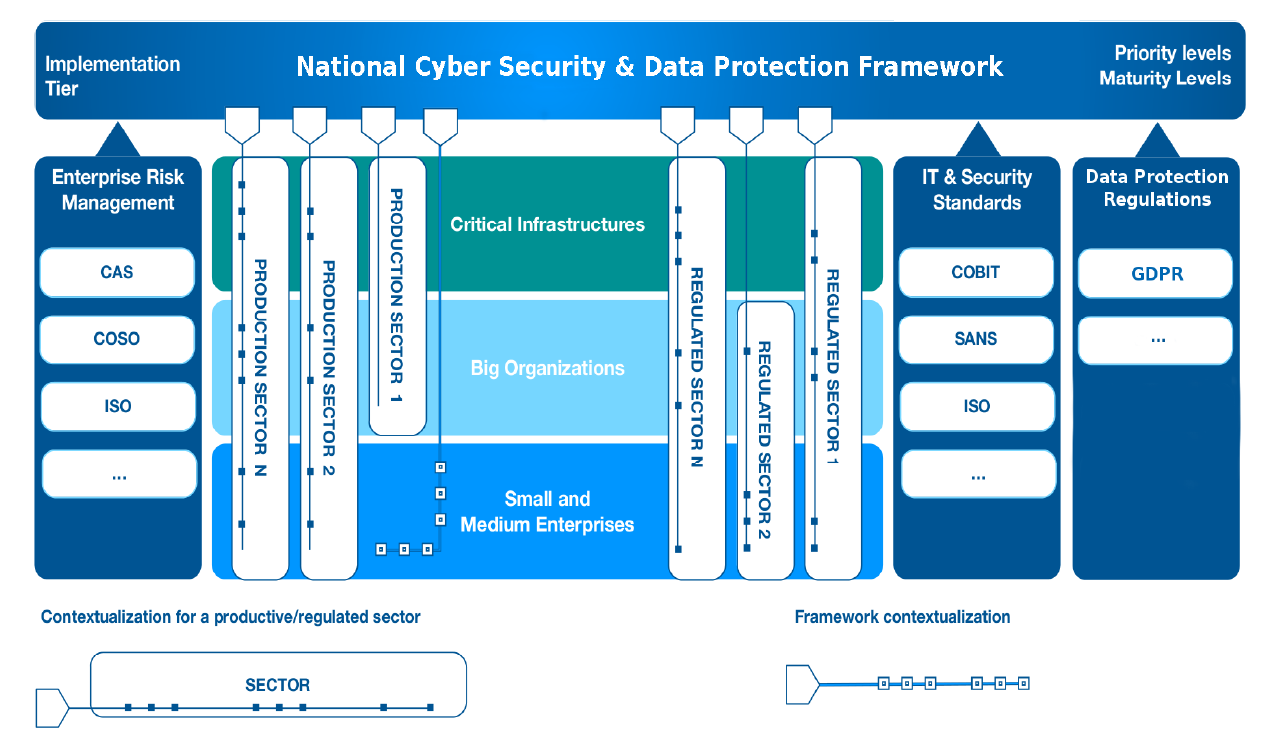 Implementation
Tier
National Cyber Security & Data Protection Framework
Priority levels
Maturity Levels
Enterprise Risk
Management
CAS
COSO
ISO
...
PRODUCTION SECTOR N
PRODUCTION SECTOR 2
PRODUCTION SECTOR 1
Critical Infrastructures
Big Organizations
Small and
Medium Enterprises
REGULATED SECTOR N
REGULATED SECTOR 2
REGULATED SECTOR 1
IT & Security
Standards
COBIT
SANS
ISO
...
Data Protection
Regulations
GDPR
...
Contextualization for a productive/regulated sector
SECTOR
Framework contextualization